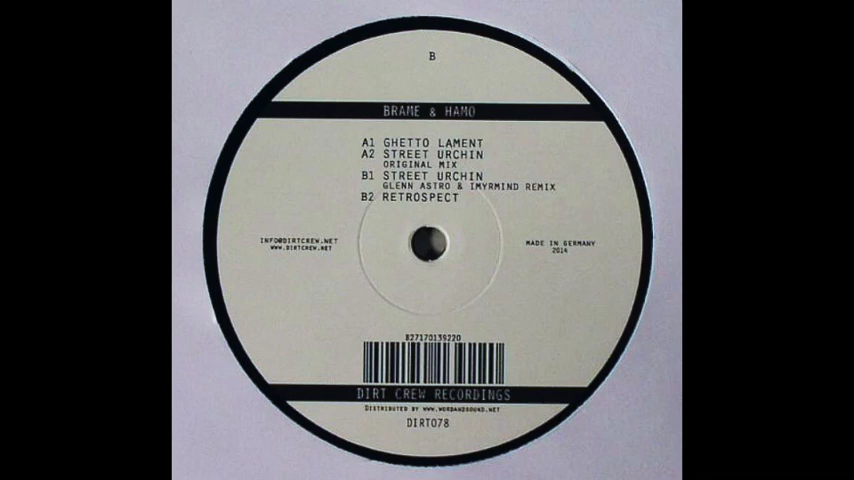 B
BRAME & HAMO
A1 GHETTO LAMENT
A2 STREET URCHIN
ORIGINAL MIX
B1 STREET URCHIN
GLENN ASTRO & IMYRMIND REMIX
B2 RETROSPECT
INFO@DIRTCREW.NET
WWW.DIRTCREW.NET
MADE IN GERMANY
2014
827170159220
DIRT CREW RECORDINGS
DISTRIBUTED BY WWW.WORDANDSOUND.NET
DIRT078